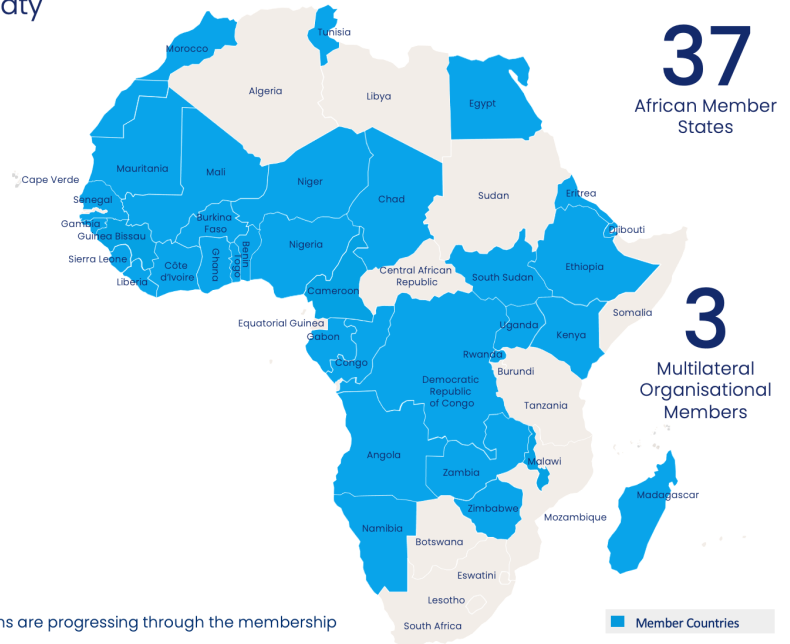 aty
37
African Member
States
Morocco
Tunisia
Algeria
Libya
Egypt
Cape Verde
Mauritania
Mali
Niger
Chad
Sudan
Eritrea
Senegal
Gambia
Guinea Bissau
Burkina
Faso
Djibouti
Sierra Leone
Liberia
Côte
d'Ivoire
Ghana
Togo
Benin
Nigeria
Cameroon
Central African
Republic
South Sudan
Ethiopia
Somalia
Equatorial Guinea
Gabon
Congo
Uganda
Kenya
Rwanda
Burundi
Democratic
Republic
of Congo
Tanzania
3
Multilateral
Organisational
Members
Angola
Zambia
Malawi
Madagascar
Zimbabwe
Mozambique
Namibia
Botswana
Eswatini
Lesotho
South Africa
ns are progressing through the membership
Member Countries